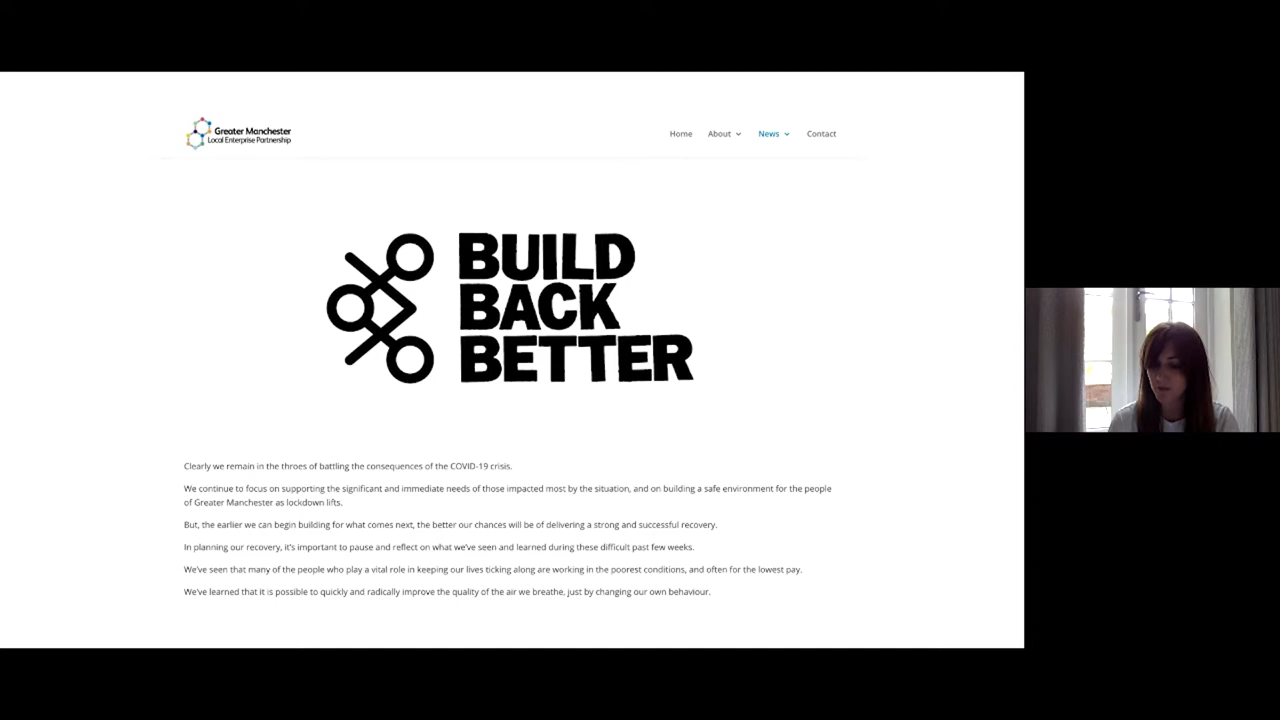 Greater Manchester
Local Enterprise Partnership
Home About News Contact
BUILD
BACK
BETTER
Clearly we remain in the throes of battling the consequences of the COVID-19 crisis.
We continue to focus on supporting the significant and immediate needs of those impacted most by the situation, and on building a safe environment for the people
of Greater Manchester as lockdown lifts.
But, the earlier we can begin building for what comes next, the better our chances will be of delivering a strong and successful recovery.
In planning our recovery, it's important to pause and reflect on what we've seen and learned during these difficult past few weeks.
We've seen that many of the people who play a vital role in keeping our lives ticking along are working in the poorest conditions, and often for the lowest pay.
We've learned that it is possible to quickly and radically improve the quality of the air we breathe, just by changing our own behaviour.